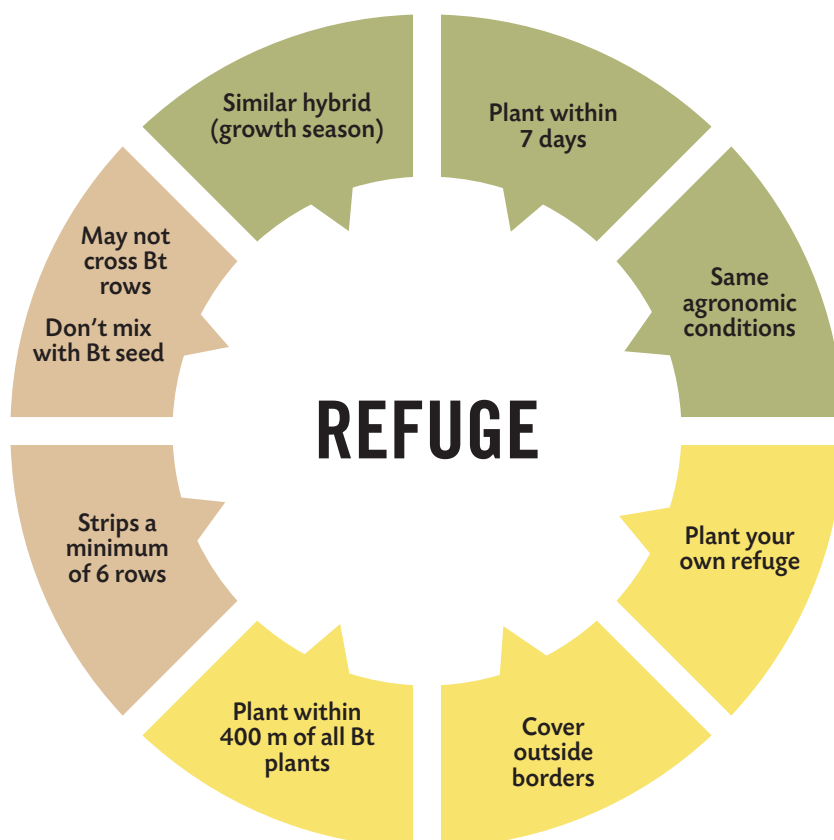 Similar hybrid
(growth season)
Plant within
7 days
Same
agronomic
conditions
Plant your
own refuge
Cover
outside
borders
Plant within
400 m of all Bt
plants
Strips a
minimum
of 6 rows
May not
cross Bt
rows
Don't mix
with Bt seed
REFUGE